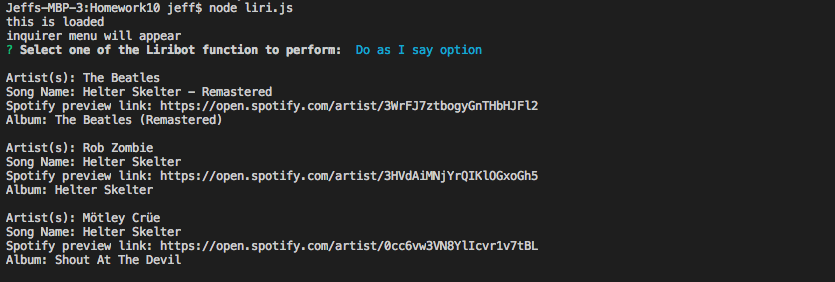 Jeffs-MBP-3:Homework10 jeff$ node liri.js
this is loaded
inquirer menu will appear
? Select one of the Liribot function to perform:  Do as I say option
Artist(s): The Beatles
Song Name: Helter Skelter - Remastered
Spotify preview link: https://open.spotify.com/artist/3WrFJ7ztbogyGnTHbHJFl2
Album: The Beatles (Remastered)
Artist(s): Rob Zombie
Song Name: Helter Skelter
Spotify preview link: https://open.spotify.com/artist/3HVdAiMNjYrQIKlOGxoGh5
Album: Helter Skelter
Artist(s): Mötley Crüe
Song Name: Helter Skelter
Spotify preview link: https://open.spotify.com/artist/0cc6vw3VN8YlIcvr1v7tBL
Album: Shout At The Devil